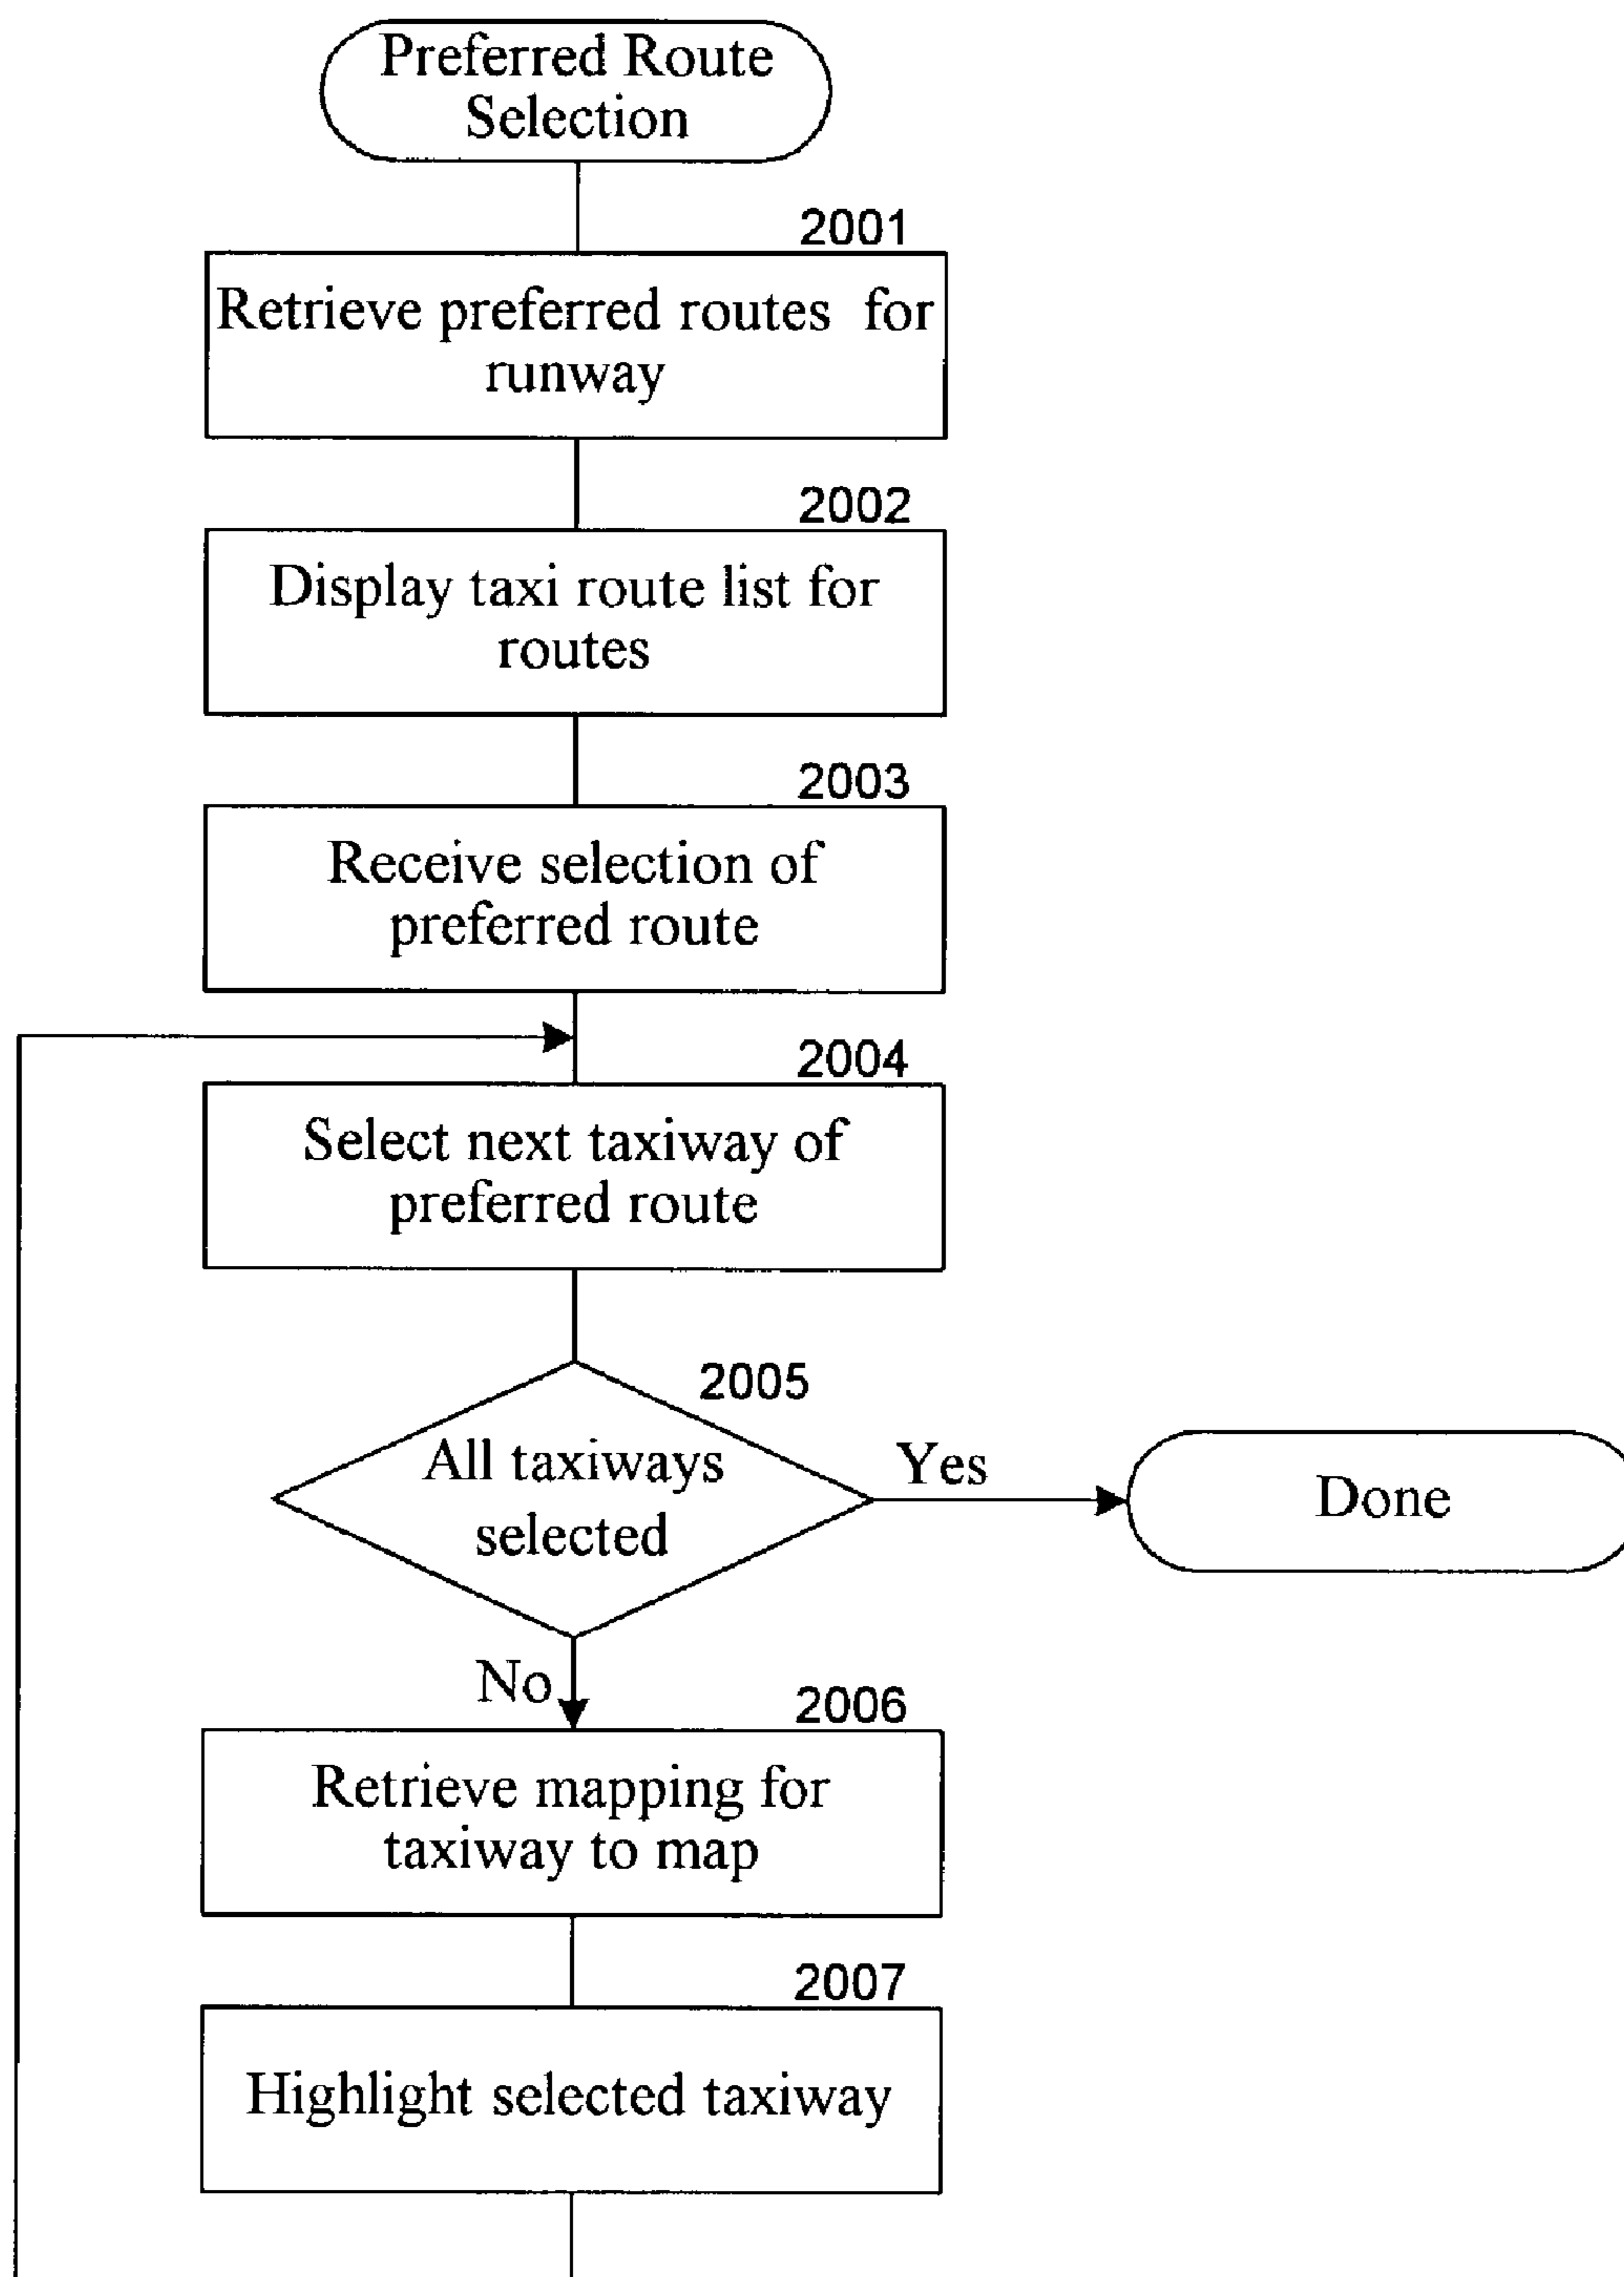 Preferred Route
Selection
2001
Retrieve preferred routes for
runway
2002
Display taxi route list for
routes
2003
Receive selection of
preferred route
2004
Select next taxiway of
preferred route
2005
All taxiways
selected
Yes
Done
No
2006
Retrieve mapping for
taxiway to map
2007
Highlight selected taxiway